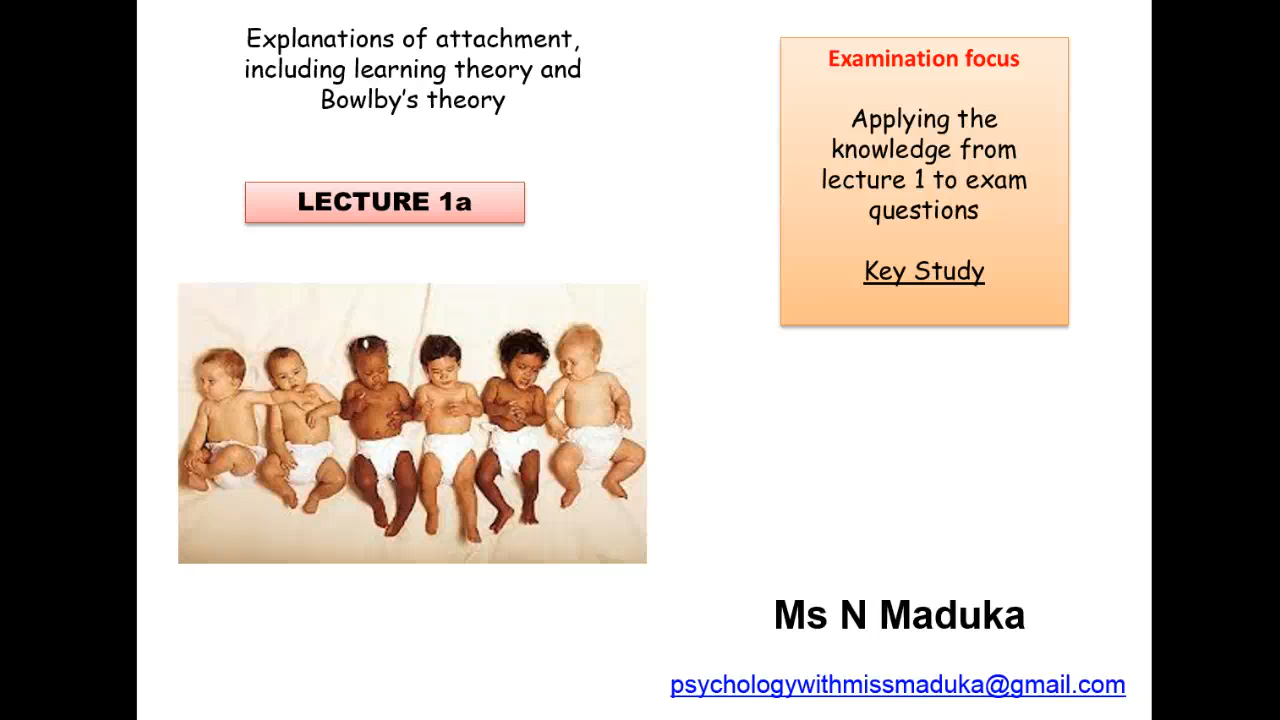 Explanations of attachment,
including learning theory and
Bowlby's theory
LECTURE 1a
Examination focus
Applying the
knowledge from
lecture 1 to exam
questions
Key Study
Ms N Maduka
psychologywithmissmaduka@gmail.com